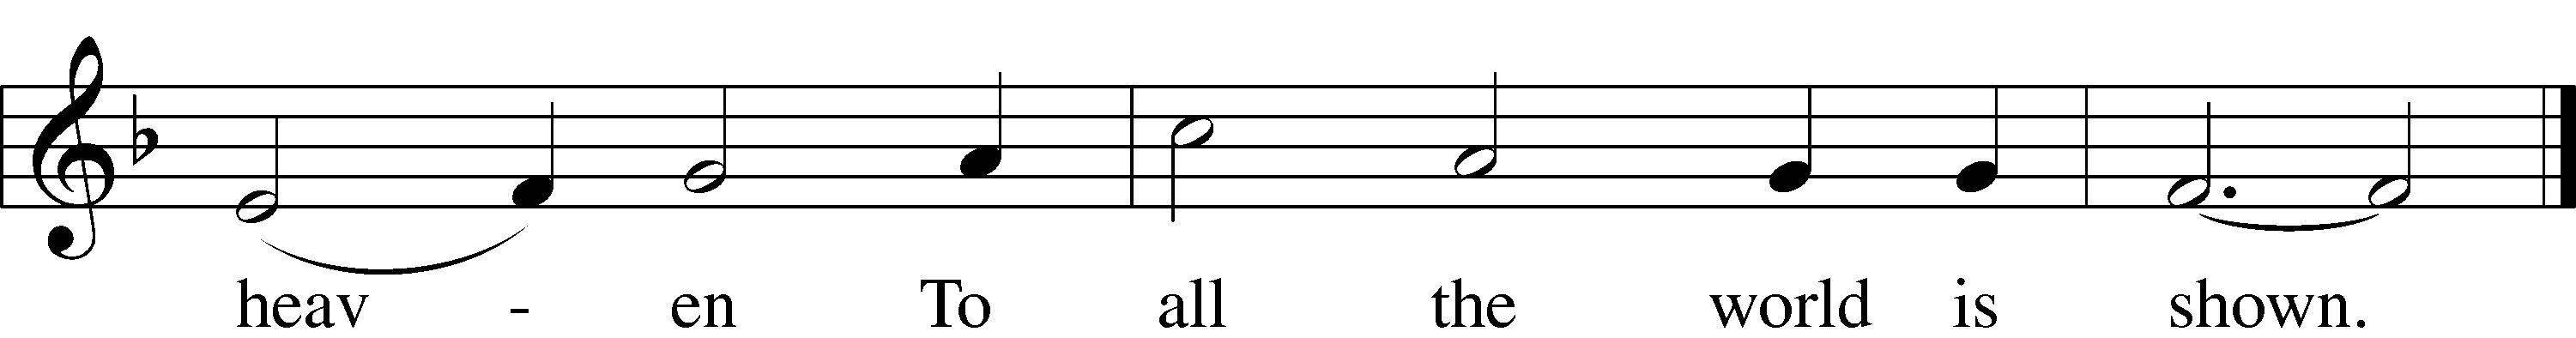 heav - en To all the world is shown.